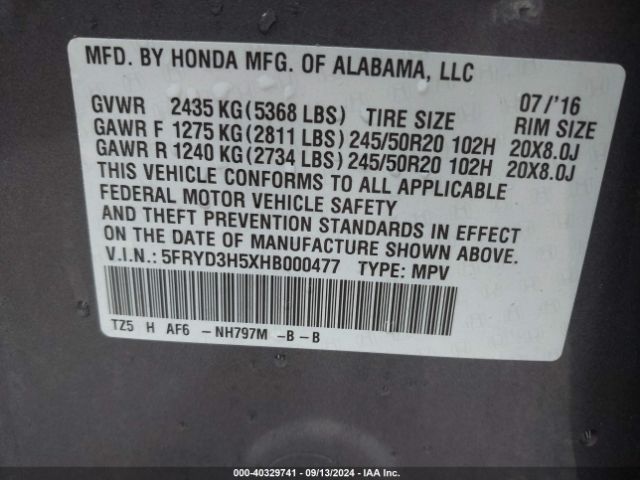 MFD. BY HONDA MFG. OF ALABAMA, LLC
07/'16
GVWR 2435 KG(5368 LBS) TIRE SIZE RIM SIZE
GAWR F 1275 KG(2811 LBS)245/50R20 102H 20X8.0J
GAWR R 1240 KG(2734 LBS)245/50R20 102H 20X8.0J
THIS VEHICLE CONFORMS TO ALL APPLICABLE
FEDERAL MOTOR VEHICLE SAFETY
AND THEFT PREVENTION STANDARDS IN EFFECT
ON THE DATE OF MANUFACTURE SHOWN ABOVE.
V.I.N.: 5FRYD3H5XHB000477 TYPE: MPV
TZ5 H AF6 -NH797M -B-B
000-40329741 - 09/13/2024 - IAA Inc.